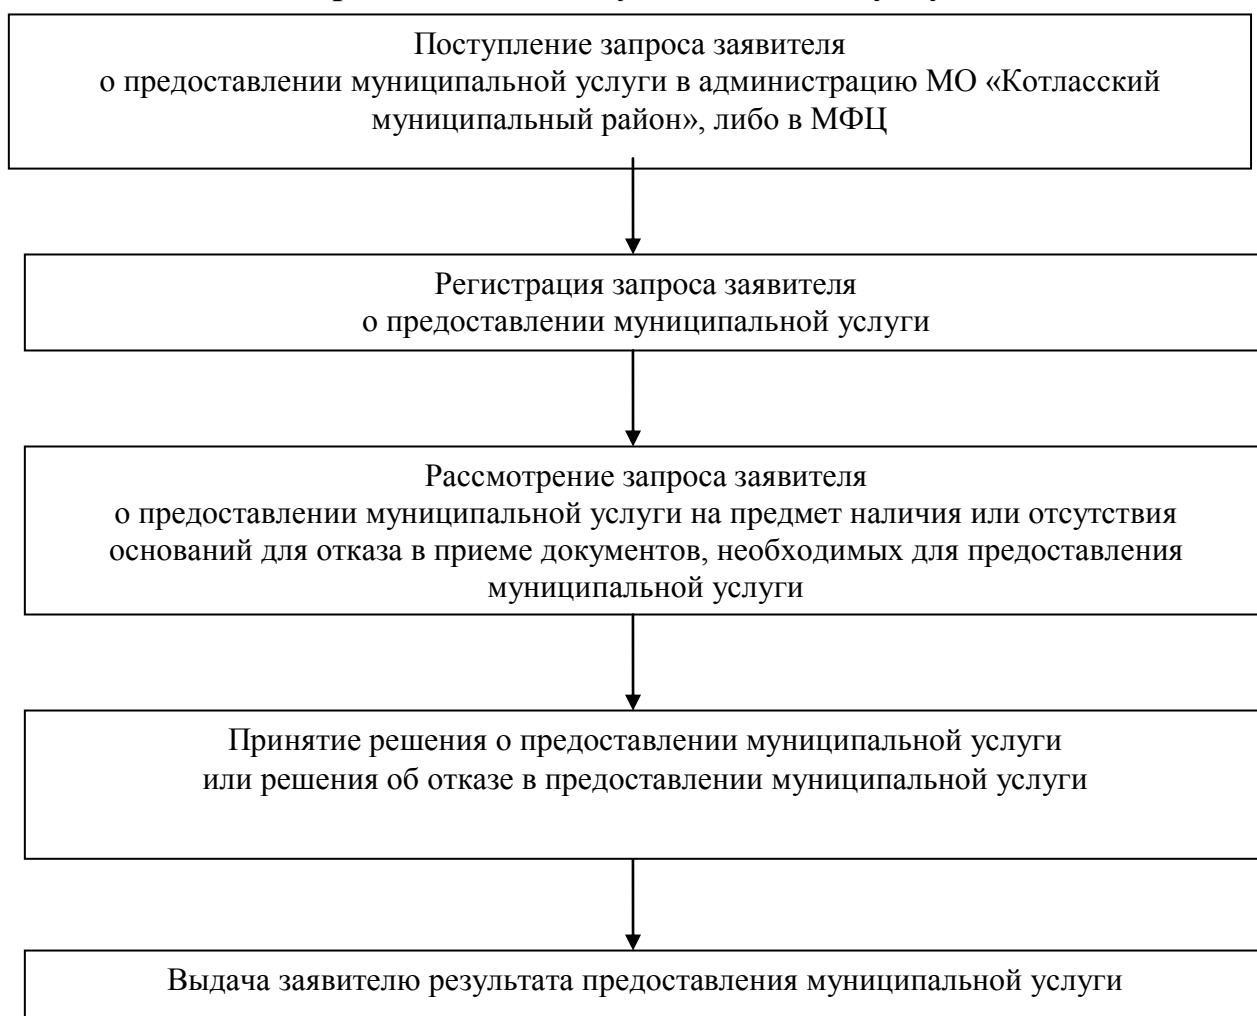 Поступление запроса заявителя
о предоставлении муниципальной услуги в администрацию МО «Котласский
муниципальный район», либо в МФЦ
Регистрация запроса заявителя
о предоставлении муниципальной услуги
Рассмотрение запроса заявителя
о предоставлении муниципальной услуги на предмет наличия или отсутствия
оснований для отказа в приеме документов, необходимых для предоставления
муниципальной услуги
Принятие решения о предоставлении муниципальной услуги
или решения об отказе в предоставлении муниципальной услуги
Выдача заявителю результата предоставления муниципальной услуги